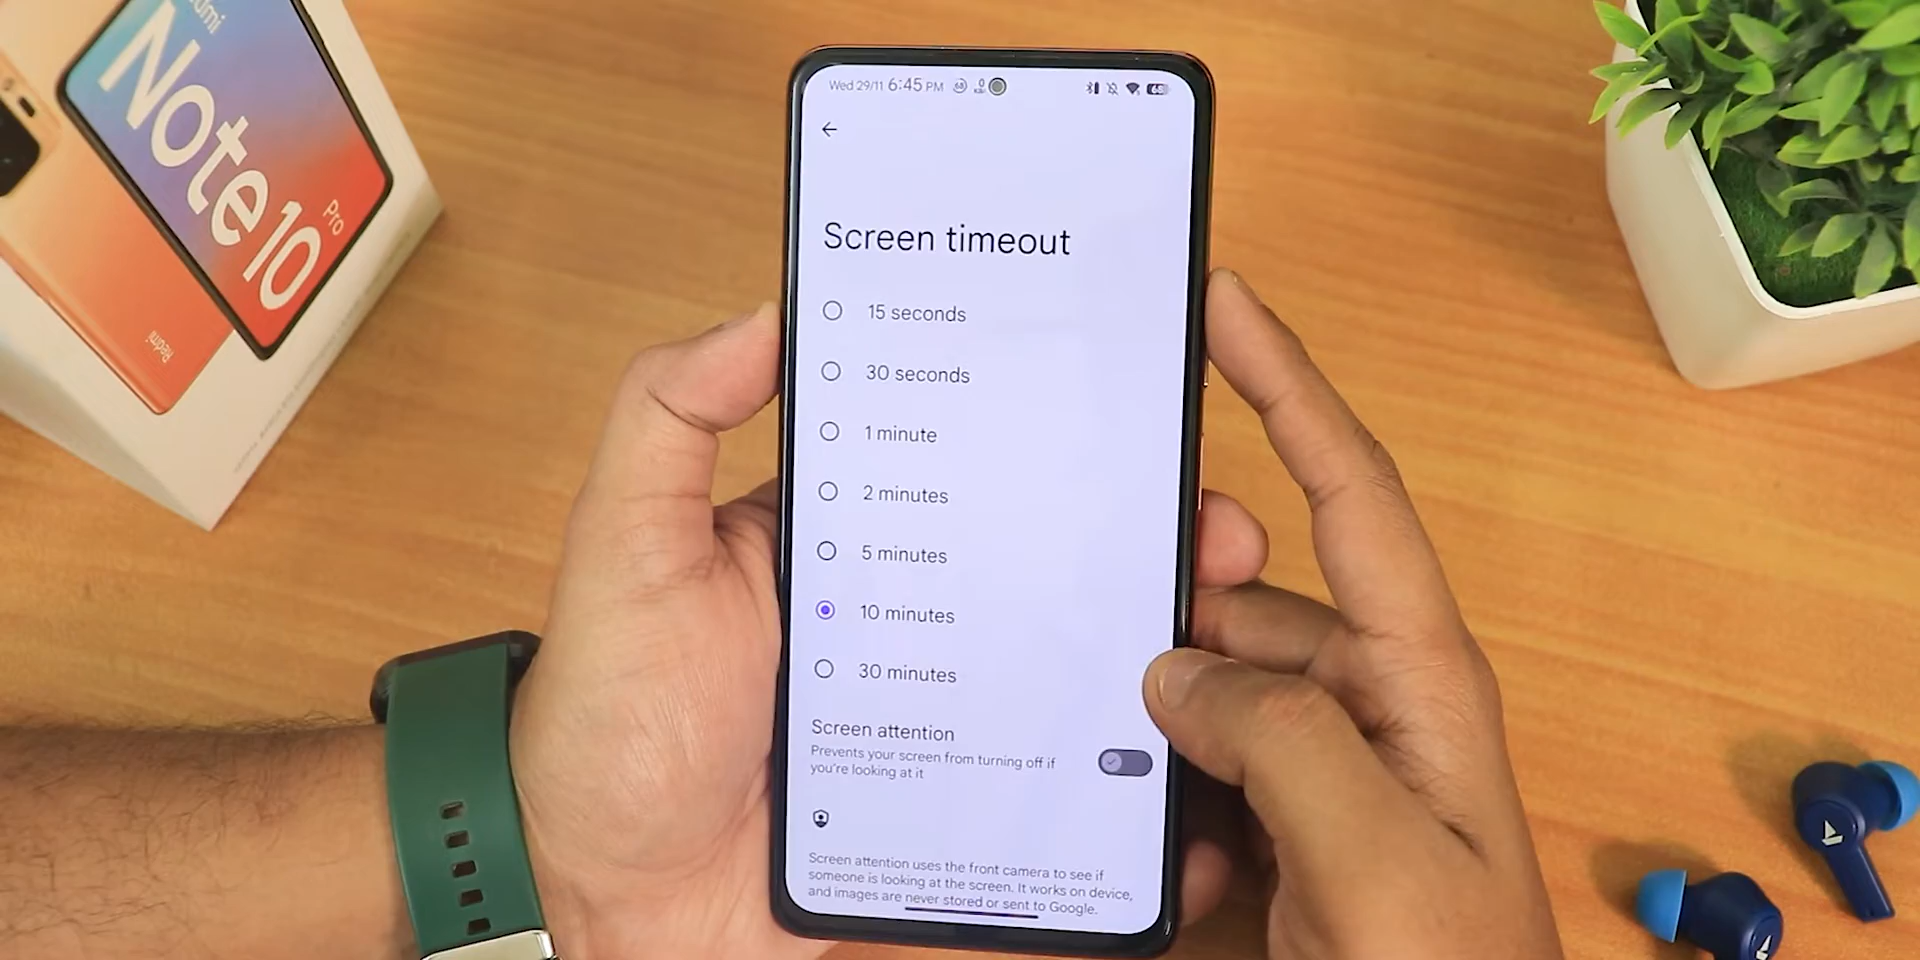 Redmi
Note 10
Pro
Redmi
Wed 29/11 6:45 PM
68
Screen timeout
15 seconds
30 seconds
1 minute
2 minutes
5 minutes
10 minutes
30 minutes
Screen attention
Prevents your screen from turning off if
you're looking at it
Screen attention uses the front camera to see if
someone is looking at the screen. It works on device,
and images are never stored or sent to Google.